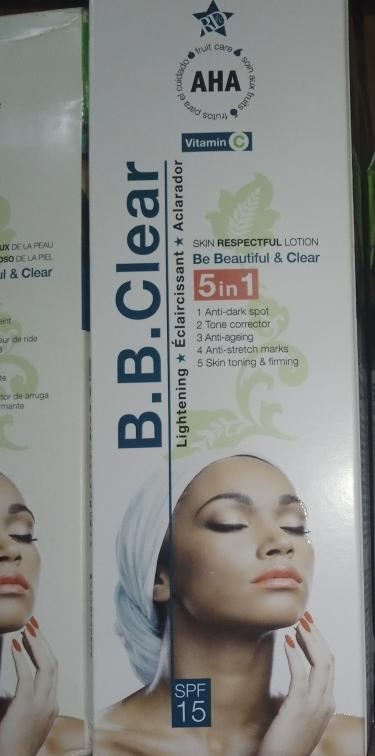 RD
fruit care
soin aux fruits
frutos para el cuidado
AHA
Vitamin C
B.B.Clear
Lightening ★ Éclaircissant ★ Aclarador
SKIN RESPECTFUL LOTION
Be Beautiful & Clear
5in1
1 Anti-dark spot
2 Tone corrector
3 Anti-ageing
4 Anti-stretch marks
5 Skin toning & firming
SPF
15
UX DE LA PEAU
OSO DE LA PIEL
ul & Clear
eint
eur de ride
te
tor de arruga
rmante